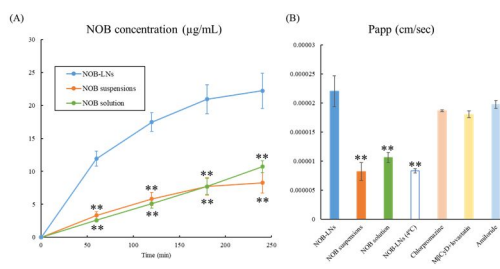 (A)
NOB concentration (µg/mL)
30
25
20
15
10
5
0
0
50
100
150
200
250
Time (min)
NOB-LNs
NOB suspensions
NOB solution
**
**
**
**
**
**
**
**
(B)
Papp (cm/sec)
0.00003
0.000025
0.00002
0.000015
0.00001
0.000005
0
**
**
**
NOB-LNs
NOB suspensions
NOB solution
NOB-LNs (4°C)
Chlorpromazine
MβCyD+lovastatin
Amiloride